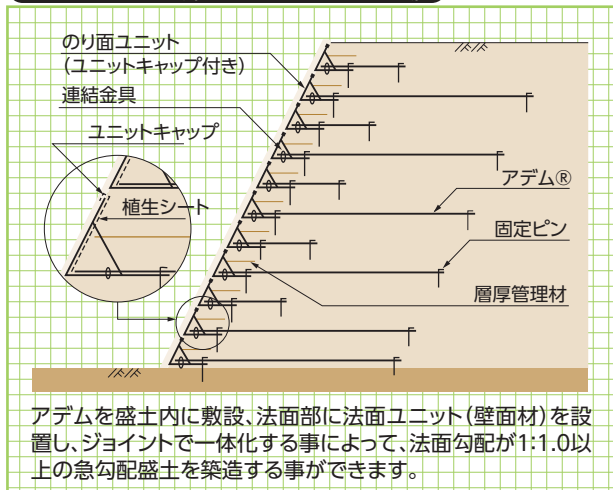 のり面ユニット
(ユニットキャップ付き)
連結金具
ユニットキャップ
植生シート
アデム®
固定ピン
層厚管理材
アデムを盛土内に敷設、法面部に法面ユニット(壁面材)を設
置し、ジョイントで一体化する事によって、法面勾配が1:1.0以
上の急勾配盛土を築造する事ができます。